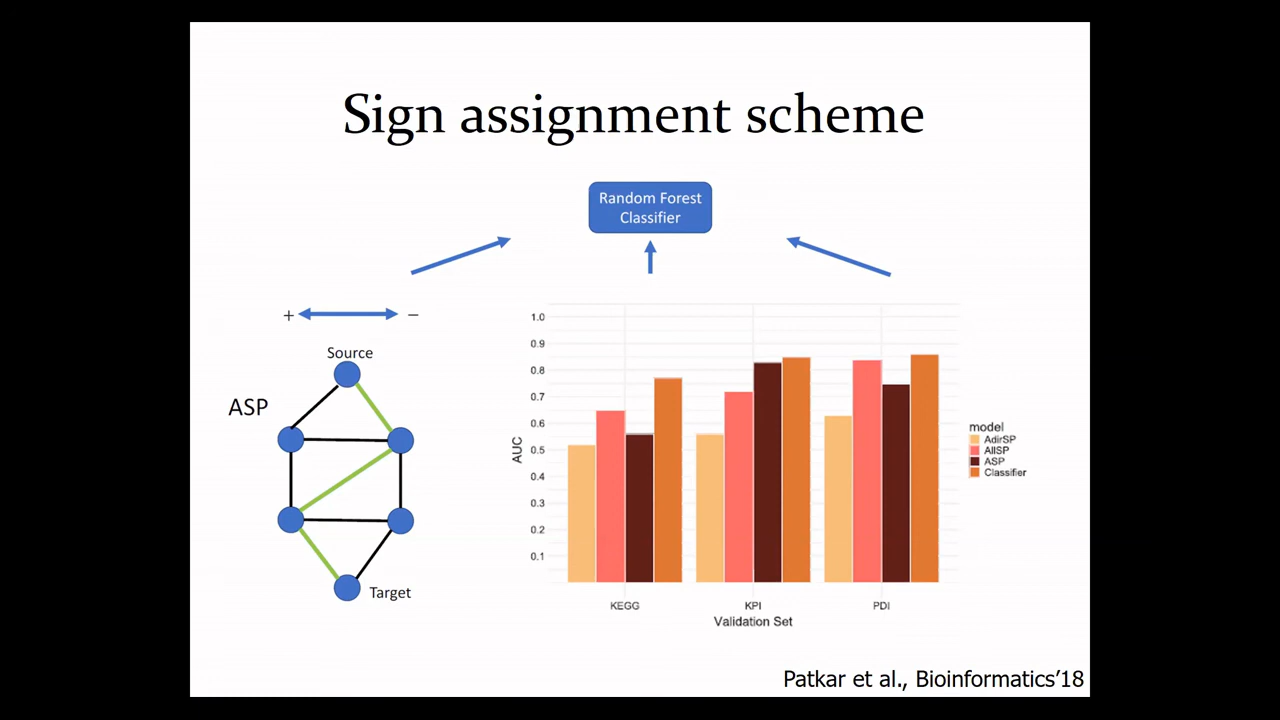 Sign assignment scheme
Random Forest
Classifier
+ −
Source
ASP
Target
AUC
1.0
0.9
0.8
0.7
0.6
0.5
0.4
0.3
0.2
0.1
KEGG KPI PDI
Validation Set
model
AdirSP
AllSP
ASP
Classifier
Patkar et al., Bioinformatics'18